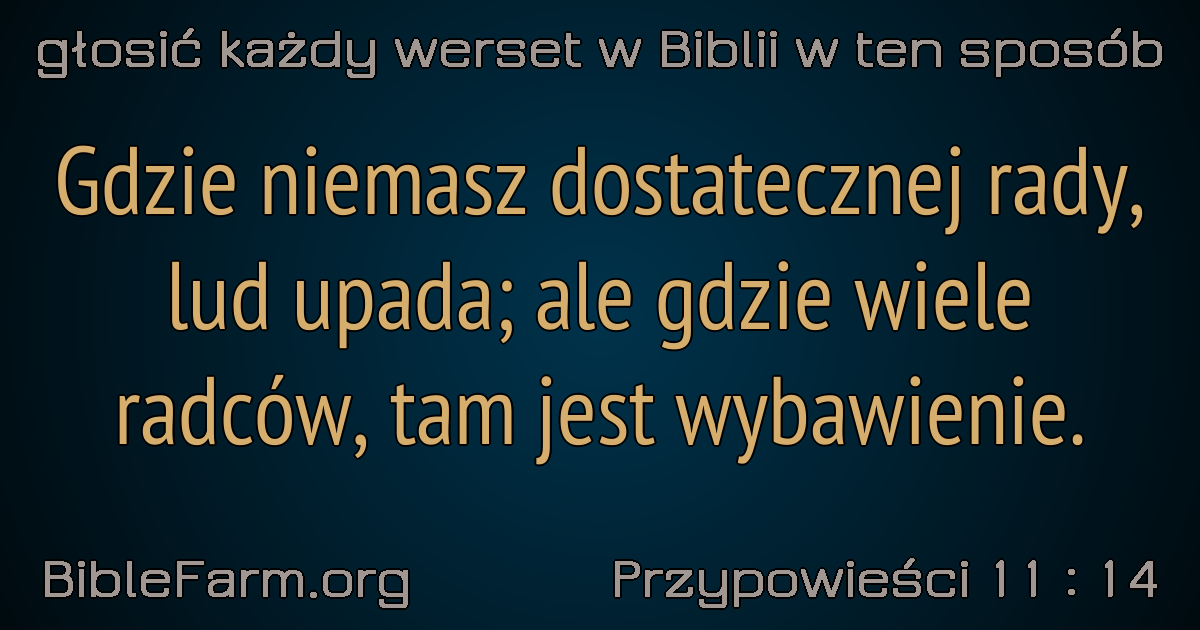 głosić każdy werset w Biblii w ten sposób
Gdzie niemasz dostatecznej rady,
lud upada; ale gdzie wiele
radców, tam jest wybawienie.
BibleFarm.org
Przypowieści 11 : 14